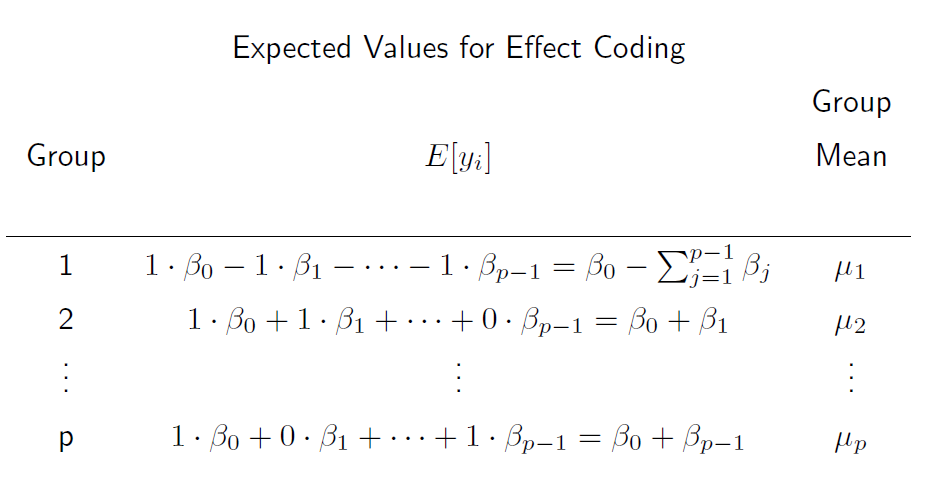 Expected Values for Effect Coding
Group
Group E[y_i] Mean
1 1 · β_0 − 1 · β_1 − ⋯ − 1 · β_{p−1} = β_0 − ∑_{j=1}^{p−1} β_j μ_1
2 1 · β_0 + 1 · β_1 + ⋯ + 0 · β_{p−1} = β_0 + β_1 μ_2
⋮ ⋮ ⋮
p 1 · β_0 + 0 · β_1 + ⋯ + 1 · β_{p−1} = β_0 + β_{p−1} μ_p